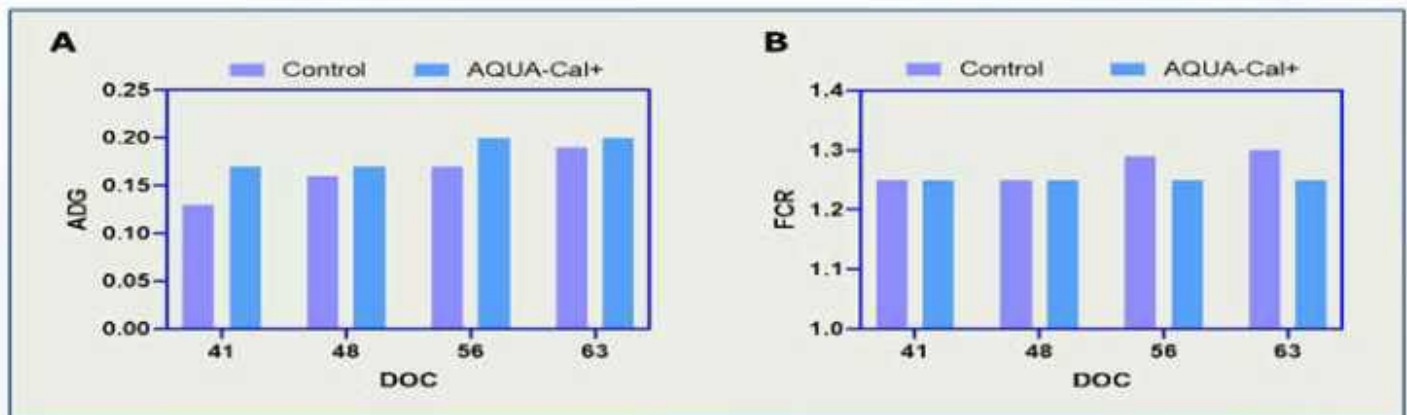 A
Control AQUA-Cal+
0.25
0.20
0.15
0.10
0.05
0.00
ADG
41 48 56 63
DOC
B
Control AQUA-Cal+
1.4
1.3
1.2
1.1
1.0
FCR
41 48 56 63
DOC